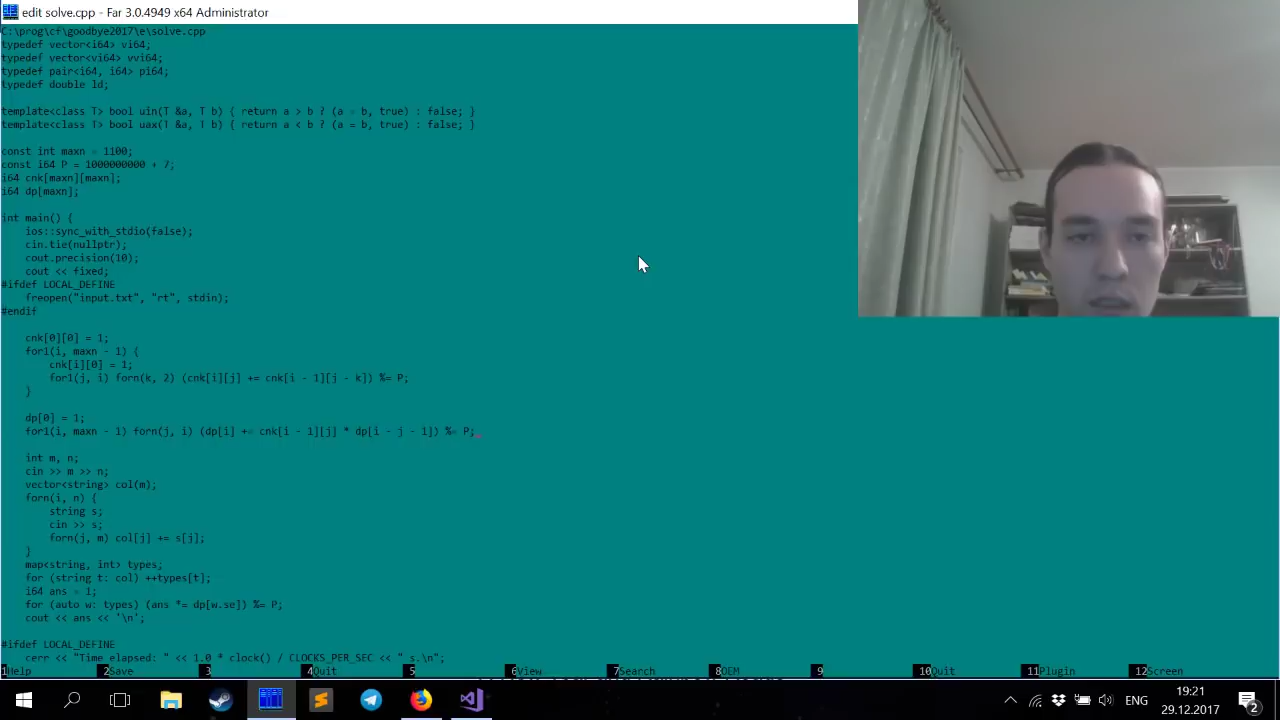 edit solve.cpp - Far 3.0.4949 x64 Administrator
C:\prog\cf\goodbye2017\e\solve.cpp
typedef vector<i64> vi64;
typedef vector<vi64> vvi64;
typedef pair<i64, i64> pi64;
typedef double ld;
template<class T> bool uin(T &a, T b) { return a > b ? (a = b, true) : false; }
template<class T> bool uax(T &a, T b) { return a < b ? (a = b, true) : false; }
const int maxn = 1100;
const i64 P = 1000000000 + 7;
i64 cnk[maxn][maxn];
i64 dp[maxn];
int main() {
ios::sync_with_stdio(false);
cin.tie(nullptr);
cout.precision(10);
cout << fixed;
#ifdef LOCAL_DEFINE
freopen("input.txt", "rt", stdin);
#endif
cnk[0][0] = 1;
for1(i, maxn - 1) {
cnk[i][0] = 1;
for1(j, i) forn(k, 2) (cnk[i][j] += cnk[i - 1][j - k]) %= P;
}
dp[0] = 1;
for1(i, maxn - 1) forn(j, i) (dp[i] += cnk[i - 1][j] * dp[i - j - 1]) %= P;
int m, n;
cin >> m >> n;
vector<string> col(m);
forn(i, n) {
string s;
cin >> s;
forn(j, m) col[j] += s[j];
}
map<string, int> types;
for (string t: col) ++types[t];
i64 ans = 1;
for (auto w: types) (ans *= dp[w.se]) %= P;
cout << ans << '\n';
#ifdef LOCAL_DEFINE
cerr << "Time elapsed: " << 1.0 * clock() / CLOCKS_PER_SEC << " s.\n";
1Help 2Save 3 4Quit 5 6View 7Search 8OEM 9 10Quit 11Plugin 12Screen
ENG
19:21
29.12.2017
2